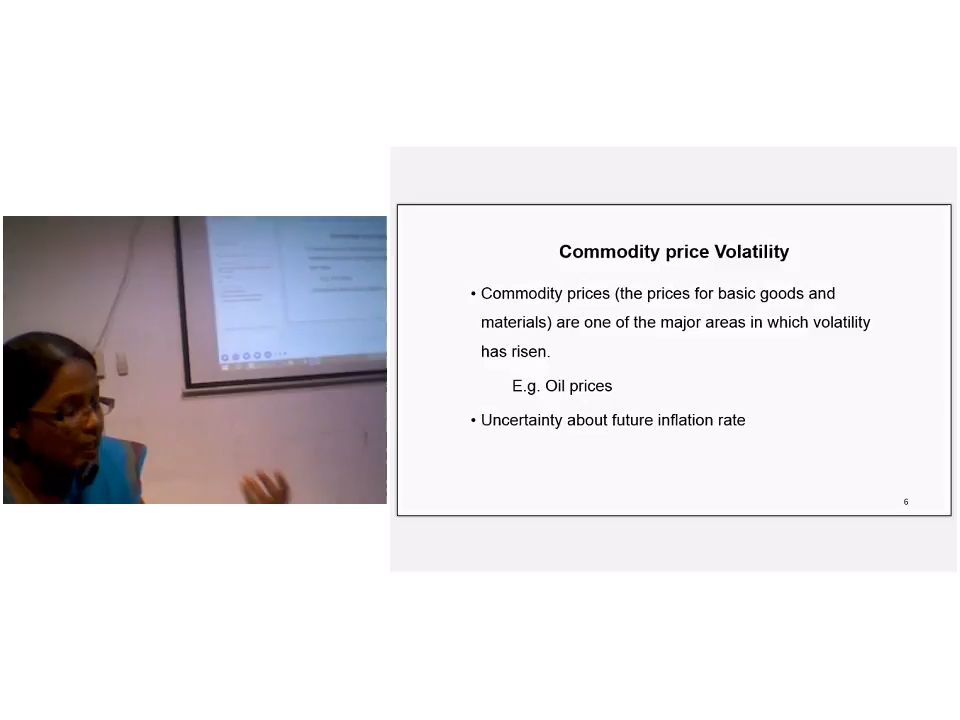 Commodity price Volatility
• Commodity prices (the prices for basic goods and
materials) are one of the major areas in which volatility
has risen.
E.g. Oil prices
• Uncertainty about future inflation rate
6